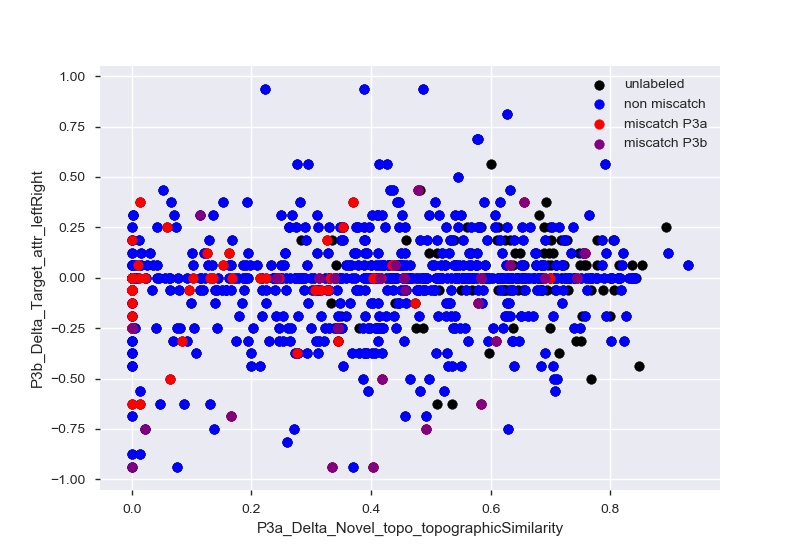 1.00
0.75
0.50
0.25
0.00
−0.25
−0.50
−0.75
−1.00
P3b_Delta_Target_attr_leftRight
unlabeled
non miscatch
miscatch P3a
miscatch P3b
0.0 0.2 0.4 0.6 0.8
P3a_Delta_Novel_topo_topographicSimilarity